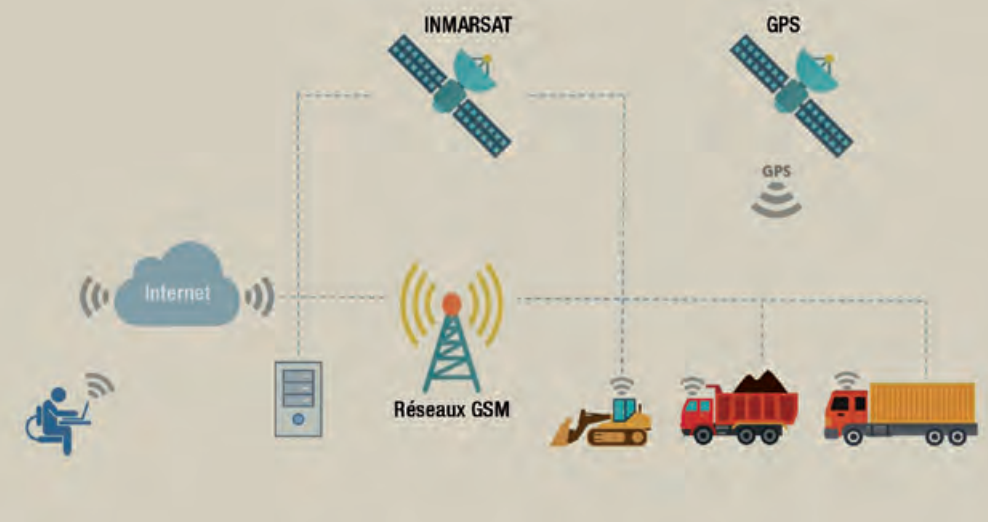 INMARSAT
GPS
GPS
Internet
Réseaux GSM